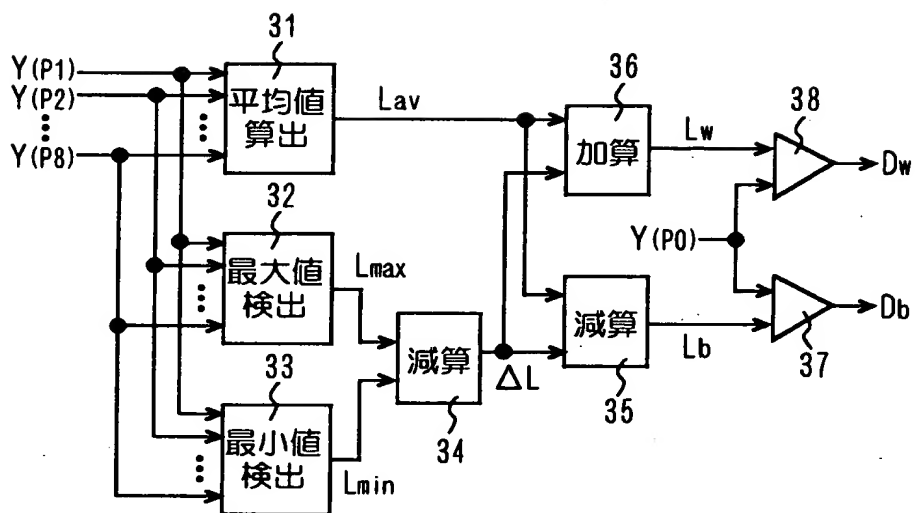 31
Y(P1)
Y(P2)
Y(P8)
平均値
算出
Lav
36
加算
Lw
38
Dw
32
最大値
検出
Lmax
Y(P0)
減算
34
ΔL
減算
35
Lb
37
Db
33
最小値
検出
Lmin